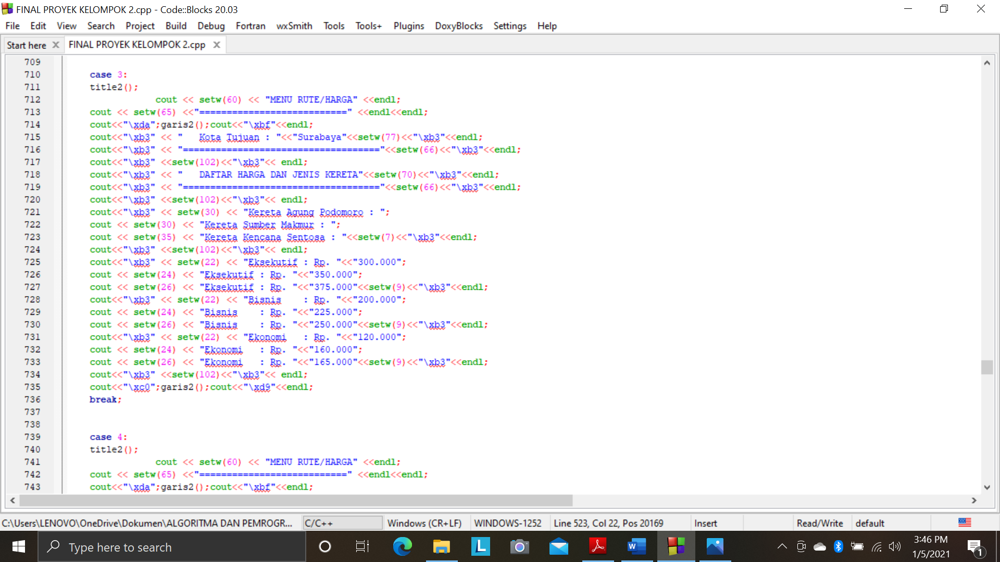 FINAL PROYEK KELOMPOK 2.cpp - Code::Blocks 20.03
File Edit View Search Project Build Debug Fortran wxSmith Tools Tools+ Plugins DoxyBlocks Settings Help
Start here FINAL PROYEK KELOMPOK 2.cpp
709
710 case 3:
711 title2();
712 cout << setw(60) << "MENU RUTE/HARGA" <<endl;
713 cout << setw(65) <<"===========================" <<endl<<endl;
714 cout<<"\xda";garis2();cout<<"\xbf"<<endl;
715 cout<<"\xb3" << "   Kota Tujuan : "<<"Surabaya"<<setw(77)<<"\xb3"<<endl;
716 cout<<"\xb3" << "===================================="<<setw(66)<<"\xb3"<<endl;
717 cout<<"\xb3" <<setw(102)<<"\xb3"<< endl;
718 cout<<"\xb3" << "   DAFTAR HARGA DAN JENIS KERETA"<<setw(70)<<"\xb3"<<endl;
719 cout<<"\xb3" << "===================================="<<setw(66)<<"\xb3"<<endl;
720 cout<<"\xb3" <<setw(102)<<"\xb3"<< endl;
721 cout<<"\xb3" << setw(30) << "Kereta Agung Podomoro : ";
722 cout << setw(30) << "Kereta Sumber Makmur : ";
723 cout << setw(35) << "Kereta Kencana Sentosa : "<<setw(7)<<"\xb3"<<endl;
724 cout<<"\xb3" <<setw(102)<<"\xb3"<< endl;
725 cout<<"\xb3" << setw(22) << "Eksekutif : Rp. "<<"300.000";
726 cout << setw(24) << "Eksekutif : Rp. "<<"350.000";
727 cout << setw(26) << "Eksekutif : Rp. "<<"375.000"<<setw(9)<<"\xb3"<<endl;
728 cout<<"\xb3" << setw(22) << "Bisnis    : Rp. "<<"200.000";
729 cout << setw(24) << "Bisnis    : Rp. "<<"225.000";
730 cout << setw(26) << "Bisnis    : Rp. "<<"250.000"<<setw(9)<<"\xb3"<<endl;
731 cout<<"\xb3" << setw(22) << "Ekonomi   : Rp. "<<"120.000";
732 cout << setw(24) << "Ekonomi   : Rp. "<<"160.000";
733 cout << setw(26) << "Ekonomi   : Rp. "<<"165.000"<<setw(9)<<"\xb3"<<endl;
734 cout<<"\xb3" <<setw(102)<<"\xb3"<< endl;
735 cout<<"\xc0";garis2();cout<<"\xd9"<<endl;
736 break;
737
738
739 case 4:
740 title2();
741 cout << setw(60) << "MENU RUTE/HARGA" <<endl;
742 cout << setw(65) <<"===========================" <<endl<<endl;
743 cout<<"\xda";garis2();cout<<"\xbf"<<endl;
C:\Users\LENOVO\OneDrive\Dokumen\ALGORITMA DAN PEMROGR... C/C++ Windows (CR+LF) WINDOWS-1252 Line 523, Col 22, Pos 20169 Insert Read/Write default
Type here to search
3:46 PM
1/5/2021
1